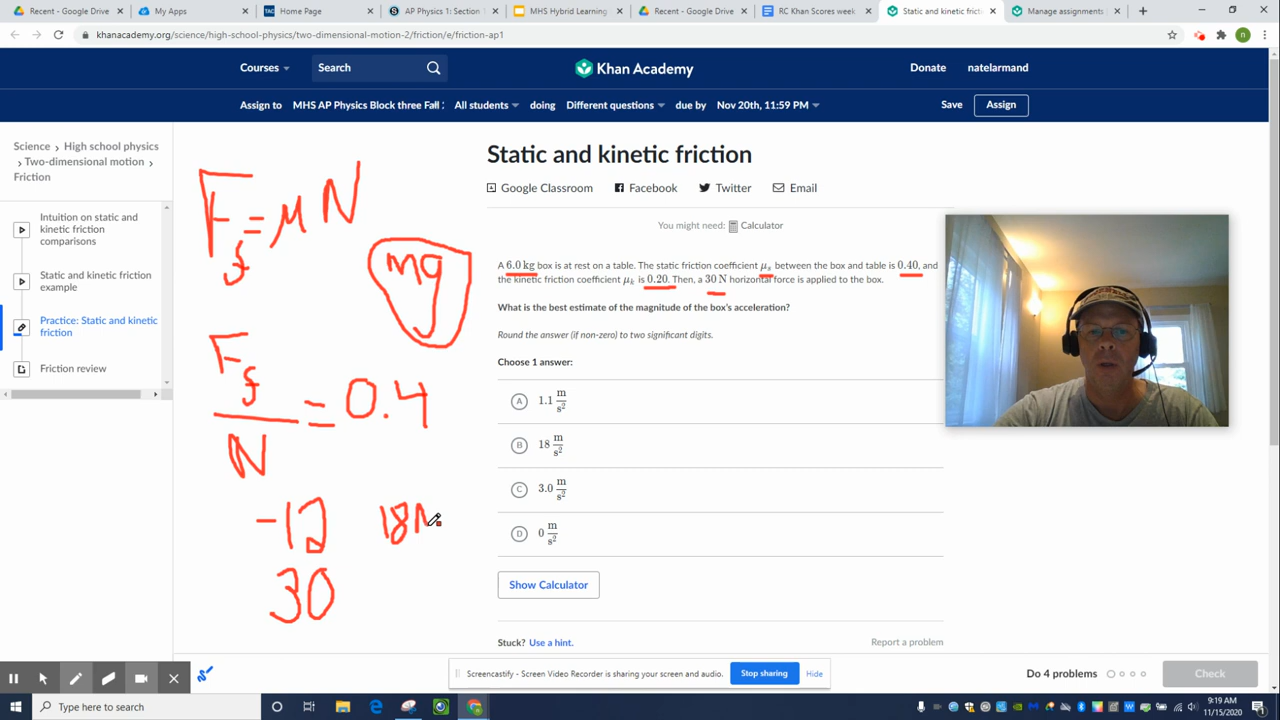 Recent - Google Drive
My Apps
Home Page
AP Physics 1: Section
MHS Hybrid Learning
Recent - Google Drive
RC Khan Scores week
Static and kinetic frict
Manage assignments |
khanacademy.org/science/high-school-physics/two-dimensional-motion-2/friction/e/friction-ap1
n
Courses
Search
Khan Academy
Donate
natelarmand
Assign to MHS AP Physics Block three Fall All students doing Different questions due by Nov 20th, 11:59 PM
Save
Assign
Science > High school physics >
Two-dimensional motion >
Friction
Intuition on static and
kinetic friction
comparisons
Static and kinetic friction
example
Practice: Static and kinetic
friction
Friction review
Ff = μ N
mg
Ff / N = 0.4
-12
18N
30
Static and kinetic friction
Google Classroom Facebook Twitter Email
You might need: Calculator
A 6.0 kg box is at rest on a table. The static friction coefficient μs between the box and table is 0.40, and
the kinetic friction coefficient μk is 0.20. Then, a 30 N horizontal force is applied to the box.
What is the best estimate of the magnitude of the box's acceleration?
Round the answer (if non-zero) to two significant digits.
Choose 1 answer:
A 1.1 m/s²
B 18 m/s²
C 3.0 m/s²
D 0 m/s²
Show Calculator
Stuck? Use a hint.
Report a problem
Screencastify - Screen Video Recorder is sharing your screen and audio.
Stop sharing
Hide
Do 4 problems
Check
Type here to search
9:19 AM
11/15/2020